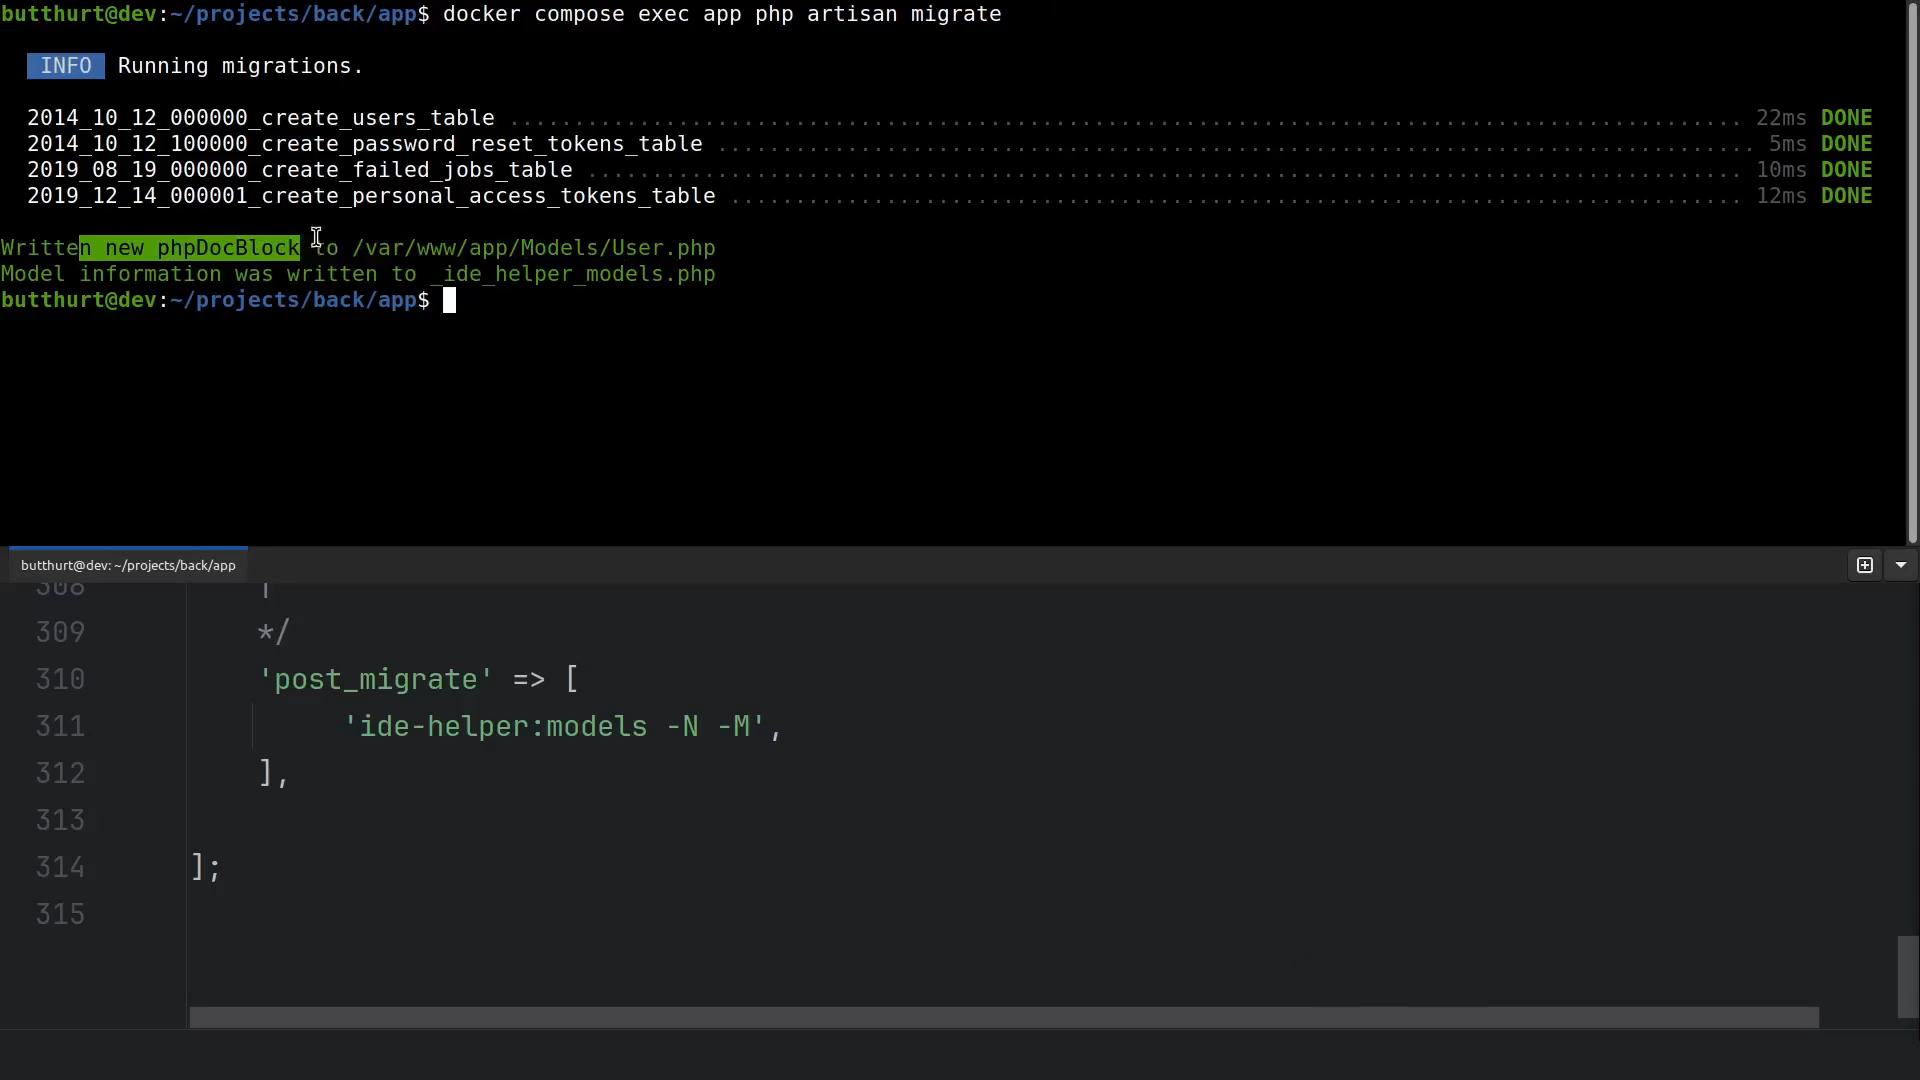 butthurt@dev:~/projects/back/app$ docker compose exec app php artisan migrate
INFO Running migrations.
2014_10_12_000000_create_users_table ............................................................................................... 22ms DONE
2014_10_12_100000_create_password_reset_tokens_table ................................................................................ 5ms DONE
2019_08_19_000000_create_failed_jobs_table ......................................................................................... 10ms DONE
2019_12_14_000001_create_personal_access_tokens_table .............................................................................. 12ms DONE
Written new phpDocBlock to /var/www/app/Models/User.php
Model information was written to _ide_helper_models.php
butthurt@dev:~/projects/back/app$
butthurt@dev: ~/projects/back/app
308 |
309 */
310 'post_migrate' => [
311 'ide-helper:models -N -M',
312 ],
313
314 ];
315